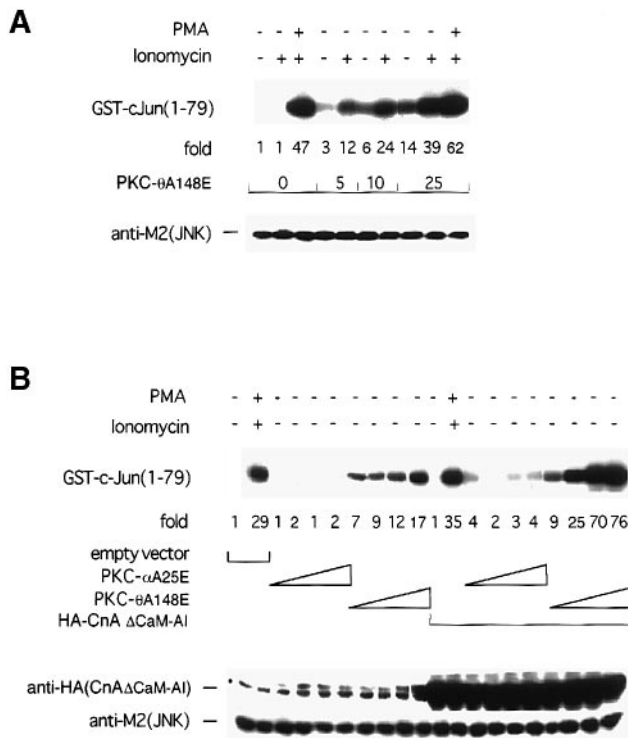 A
PMA - - + - - - - - - +
Ionomycin - + + - + - + - + +
GST-cJun(1-79)
fold 1 1 47 3 12 6 24 14 39 62
PKC-θA148E 0 5 10 25
anti-M2(JNK) –
B
PMA - + - - - - - - - - - + - - - - - - - -
Ionomycin - + - - - - - - - - - + - - - - - - - -
GST-c-Jun(1-79)
fold 1 29 1 2 1 2 7 9 12 17 1 35 4 2 3 4 9 25 70 76
empty vector
PKC-αA25E
PKC-θA148E
HA-CnA ΔCaM-AI
anti-HA(CnAΔCaM-AI) –
anti-M2(JNK) –